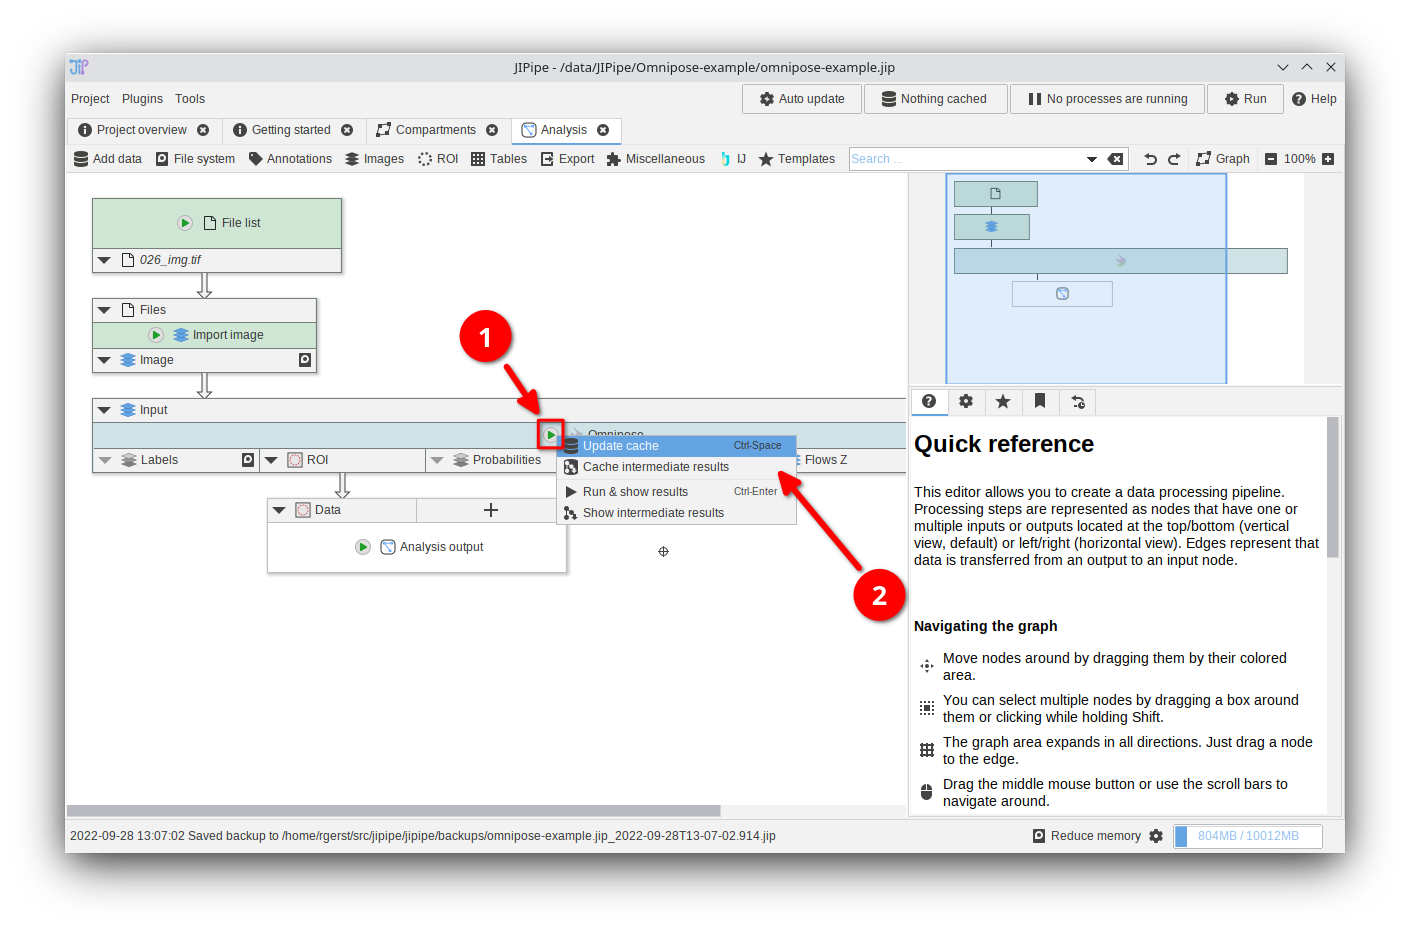 JIPipe - /data/JIPipe/Omnipose-example/omnipose-example.jip
Project Plugins Tools
Auto update Nothing cached No processes are running Run Help
Project overview Getting started Compartments Analysis
Add data File system Annotations Images ROI Tables Export Miscellaneous IJ Templates Search ... Graph 100%
File list
026_img.tif
Files
Import image
Image
Input
Omnipose
Labels ROI Probabilities Flows Z
Update cache Ctrl-Space
Cache intermediate results
Run & show results Ctrl-Enter
Show intermediate results
Data
Analysis output
1
2
Quick reference
This editor allows you to create a data processing pipeline.
Processing steps are represented as nodes that have one or
multiple inputs or outputs located at the top/bottom (vertical
view, default) or left/right (horizontal view). Edges represent that
data is transferred from an output to an input node.
Navigating the graph
Move nodes around by dragging them by their colored
area.
You can select multiple nodes by dragging a box around
them or clicking while holding Shift.
The graph area expands in all directions. Just drag a node
to the edge.
Drag the middle mouse button or use the scroll bars to
navigate around.
2022-09-28 13:07:02 Saved backup to /home/rgerst/src/jipipe/jipipe/backups/omnipose-example.jip_2022-09-28T13-07-02.914.jip
Reduce memory 804MB / 10012MB